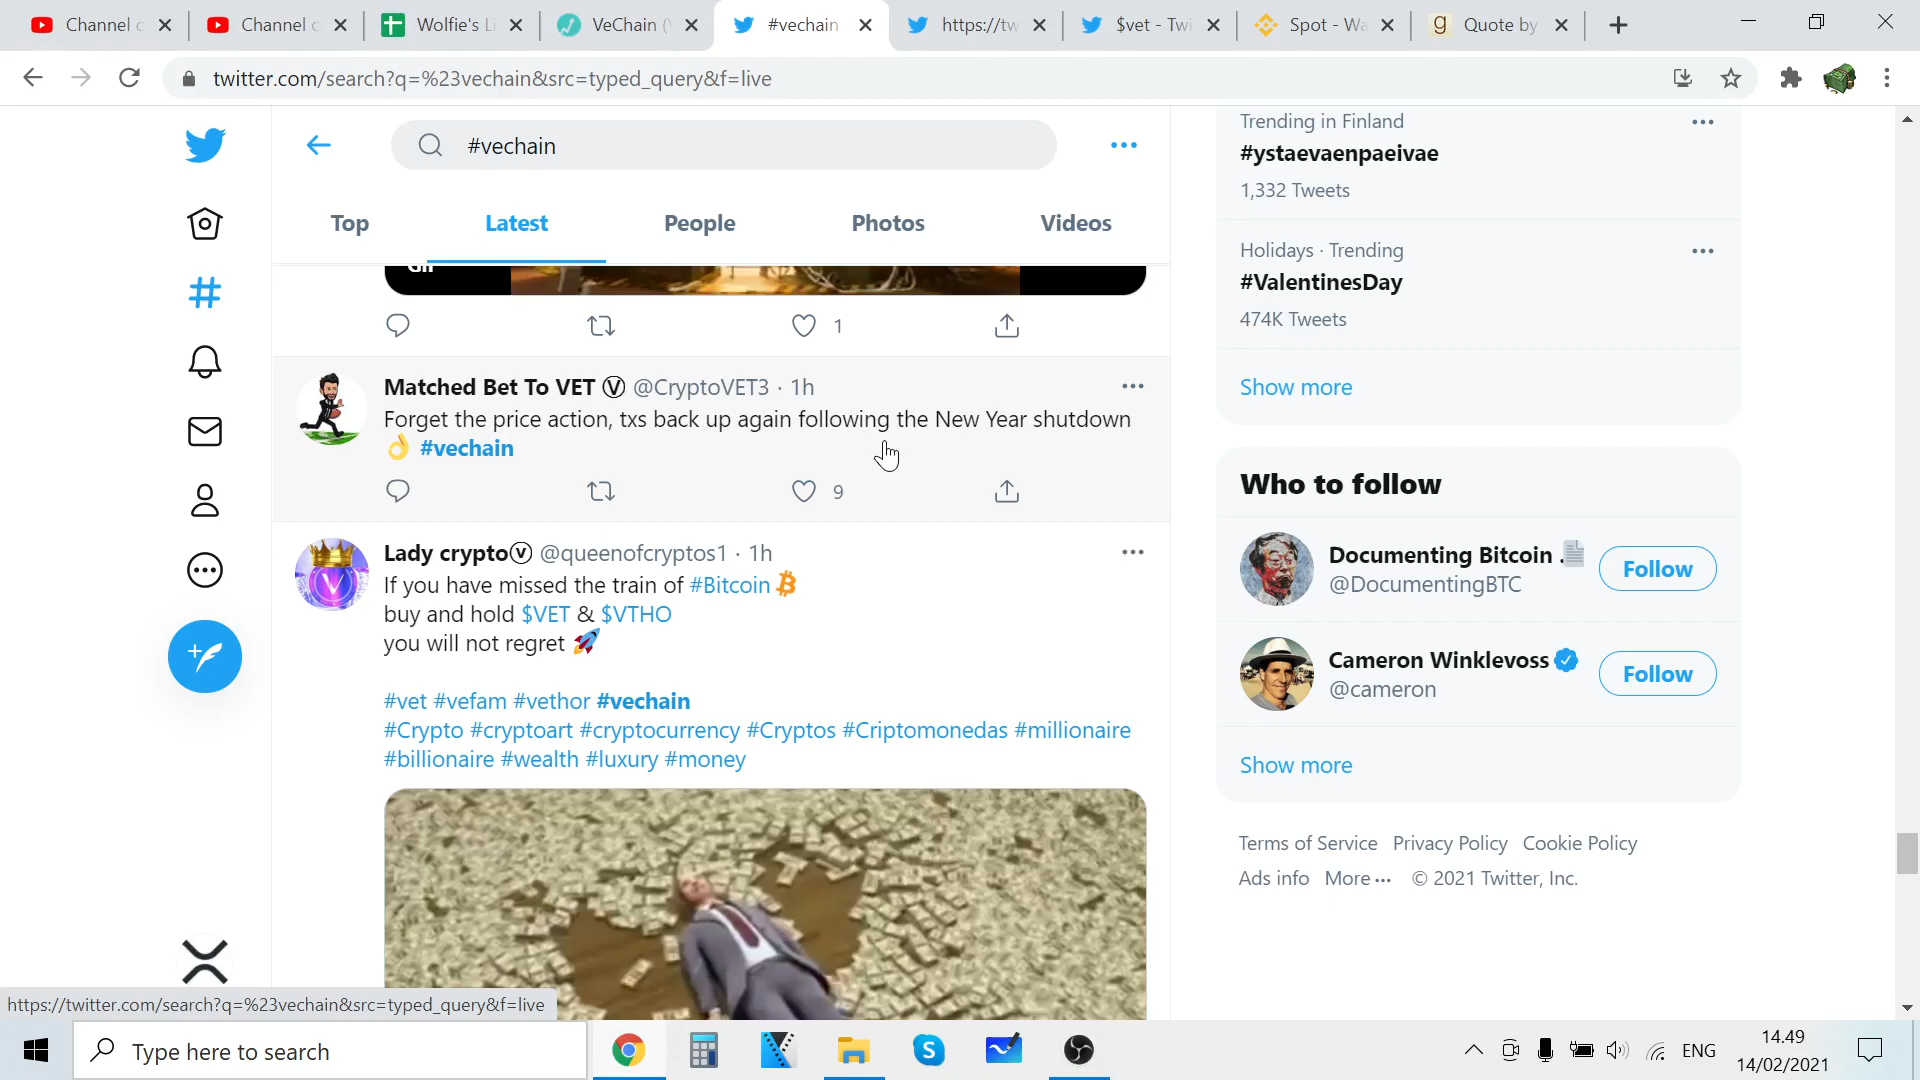 Channel c
Channel c
Wolfie's Li
VeChain (V
#vechain
https://tw
$vet - Twi
Spot - Wa
Quote by
twitter.com/search?q=%23vechain&src=typed_query&f=live
#vechain
Top
Latest
People
Photos
Videos
GIF
1
Matched Bet To VET Ⓥ @CryptoVET3 · 1h
Forget the price action, txs back up again following the New Year shutdown
👌 #vechain
9
Lady cryptoⓋ @queenofcryptos1 · 1h
If you have missed the train of #Bitcoin
buy and hold $VET & $VTHO
you will not regret 🚀
#vet #vefam #vethor #vechain
#Crypto #cryptoart #cryptocurrency #Cryptos #Criptomonedas #millionaire
#billionaire #wealth #luxury #money
Trending in Finland
#ystaevaenpaeivae
1,332 Tweets
Holidays · Trending
#ValentinesDay
474K Tweets
Show more
Who to follow
Documenting Bitcoin
@DocumentingBTC
Follow
Cameron Winklevoss
@cameron
Follow
Show more
Terms of Service Privacy Policy Cookie Policy
Ads info More ··· © 2021 Twitter, Inc.
https://twitter.com/search?q=%23vechain&src=typed_query&f=live
Type here to search
ENG
14.49
14/02/2021